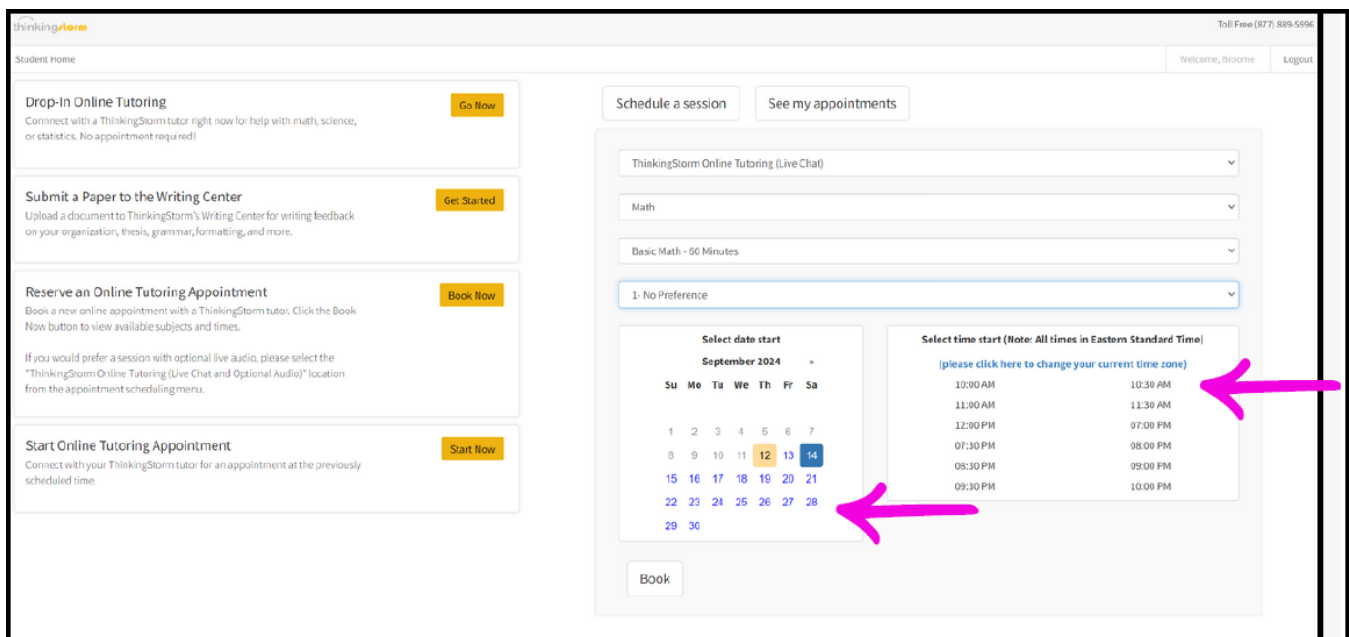 thinkingstorm
Toll Free (877) 889-5996
Student Home
Welcome, Broome
Logout
Drop-In Online Tutoring
Go Now
Connnect with a ThinkingStorm tutor right now for help with math, science,
or statistics. No appointment required!
Submit a Paper to the Writing Center
Get Started
Upload a document to ThinkingStorm's Writing Center for writing feedback
on your organization, thesis, grammar, formatting, and more.
Reserve an Online Tutoring Appointment
Book Now
Book a new online appointment with a ThinkingStorm tutor. Click the Book
Now button to view available subjects and times.
If you would prefer a session with optional live audio, please select the
"ThinkingStorm Online Tutoring (Live Chat and Optional Audio)" location
from the appointment scheduling menu.
Start Online Tutoring Appointment
Start Now
Connect with your ThinkingStorm tutor for an appointment at the previously
scheduled time.
Schedule a session
See my appointments
ThinkingStorm Online Tutoring (Live Chat)
Math
Basic Math - 60 Minutes
1- No Preference
Select date start
September 2024 »
Su Mo Tu We Th Fr Sa
1 2 3 4 5 6 7
8 9 10 11 12 13 14
15 16 17 18 19 20 21
22 23 24 25 26 27 28
29 30
Select time start (Note: All times in Eastern Standard Time)
(please click here to change your current time zone)
10:00 AM 10:30 AM
11:00 AM 11:30 AM
12:00 PM 07:00 PM
07:30 PM 08:00 PM
08:30 PM 09:00 PM
09:30 PM 10:00 PM
Book